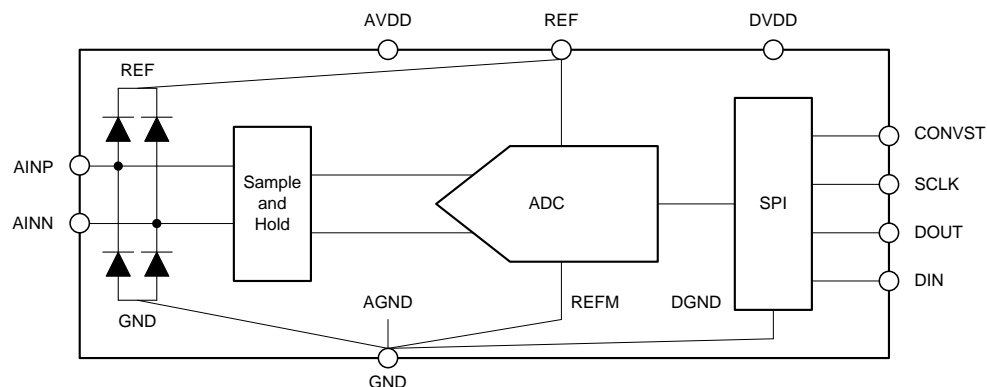 AVDD
REF
DVDD
REF
CONVST
AINP
SCLK
Sample
and
Hold
ADC
SPI
AINN
DOUT
DIN
AGND
REFM
DGND
GND
GND